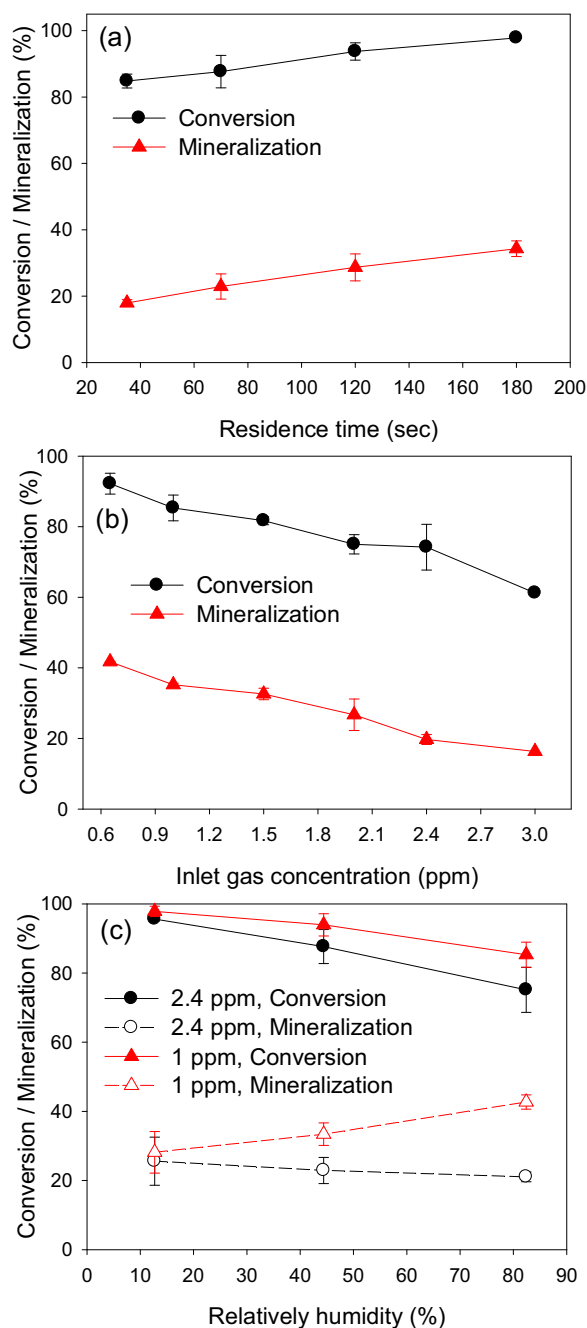 (a)
Conversion / Mineralization (%)
100
80
60
40
20
0
Conversion
Mineralization
20 40 60 80 100 120 140 160 180 200
Residence time (sec)
(b)
Conversion / Mineralization (%)
100
80
60
40
20
0
Conversion
Mineralization
0.6 0.9 1.2 1.5 1.8 2.1 2.4 2.7 3.0
Inlet gas concentration (ppm)
(c)
Conversion / Mineralization (%)
100
80
60
40
20
0
2.4 ppm, Conversion
2.4 ppm, Mineralization
1 ppm, Conversion
1 ppm, Mineralization
0 10 20 30 40 50 60 70 80 90
Relatively humidity (%)